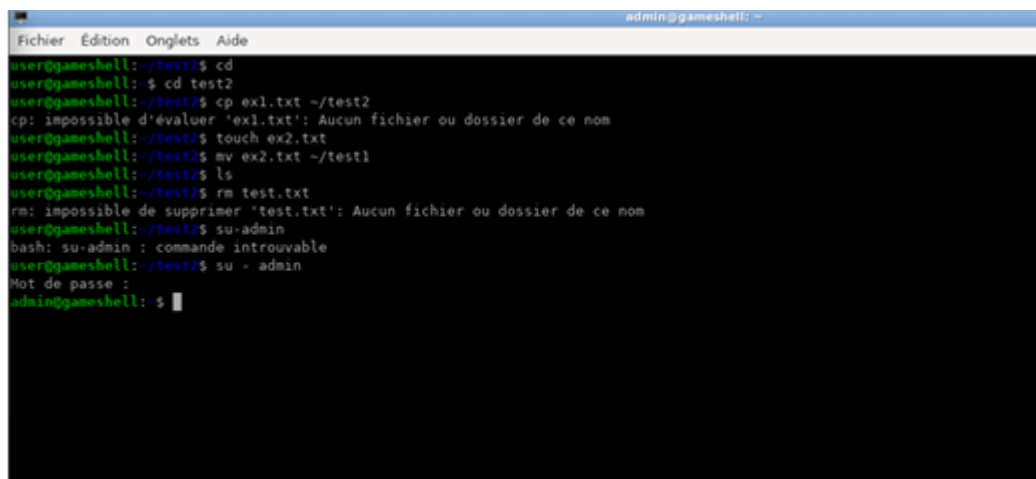 admin@gameshell: ~
Fichier Édition Onglets Aide
user@gameshell:~/test2$ cd
user@gameshell:~$ cd test2
user@gameshell:~/test2$ cp ex1.txt ~/test2
cp: impossible d'évaluer 'ex1.txt': Aucun fichier ou dossier de ce nom
user@gameshell:~/test2$ touch ex2.txt
user@gameshell:~/test2$ mv ex2.txt ~/test1
user@gameshell:~/test2$ ls
user@gameshell:~/test2$ rm test.txt
rm: impossible de supprimer 'test.txt': Aucun fichier ou dossier de ce nom
user@gameshell:~/test2$ su-admin
bash: su-admin : commande introuvable
user@gameshell:~/test2$ su - admin
Mot de passe :
admin@gameshell:~$